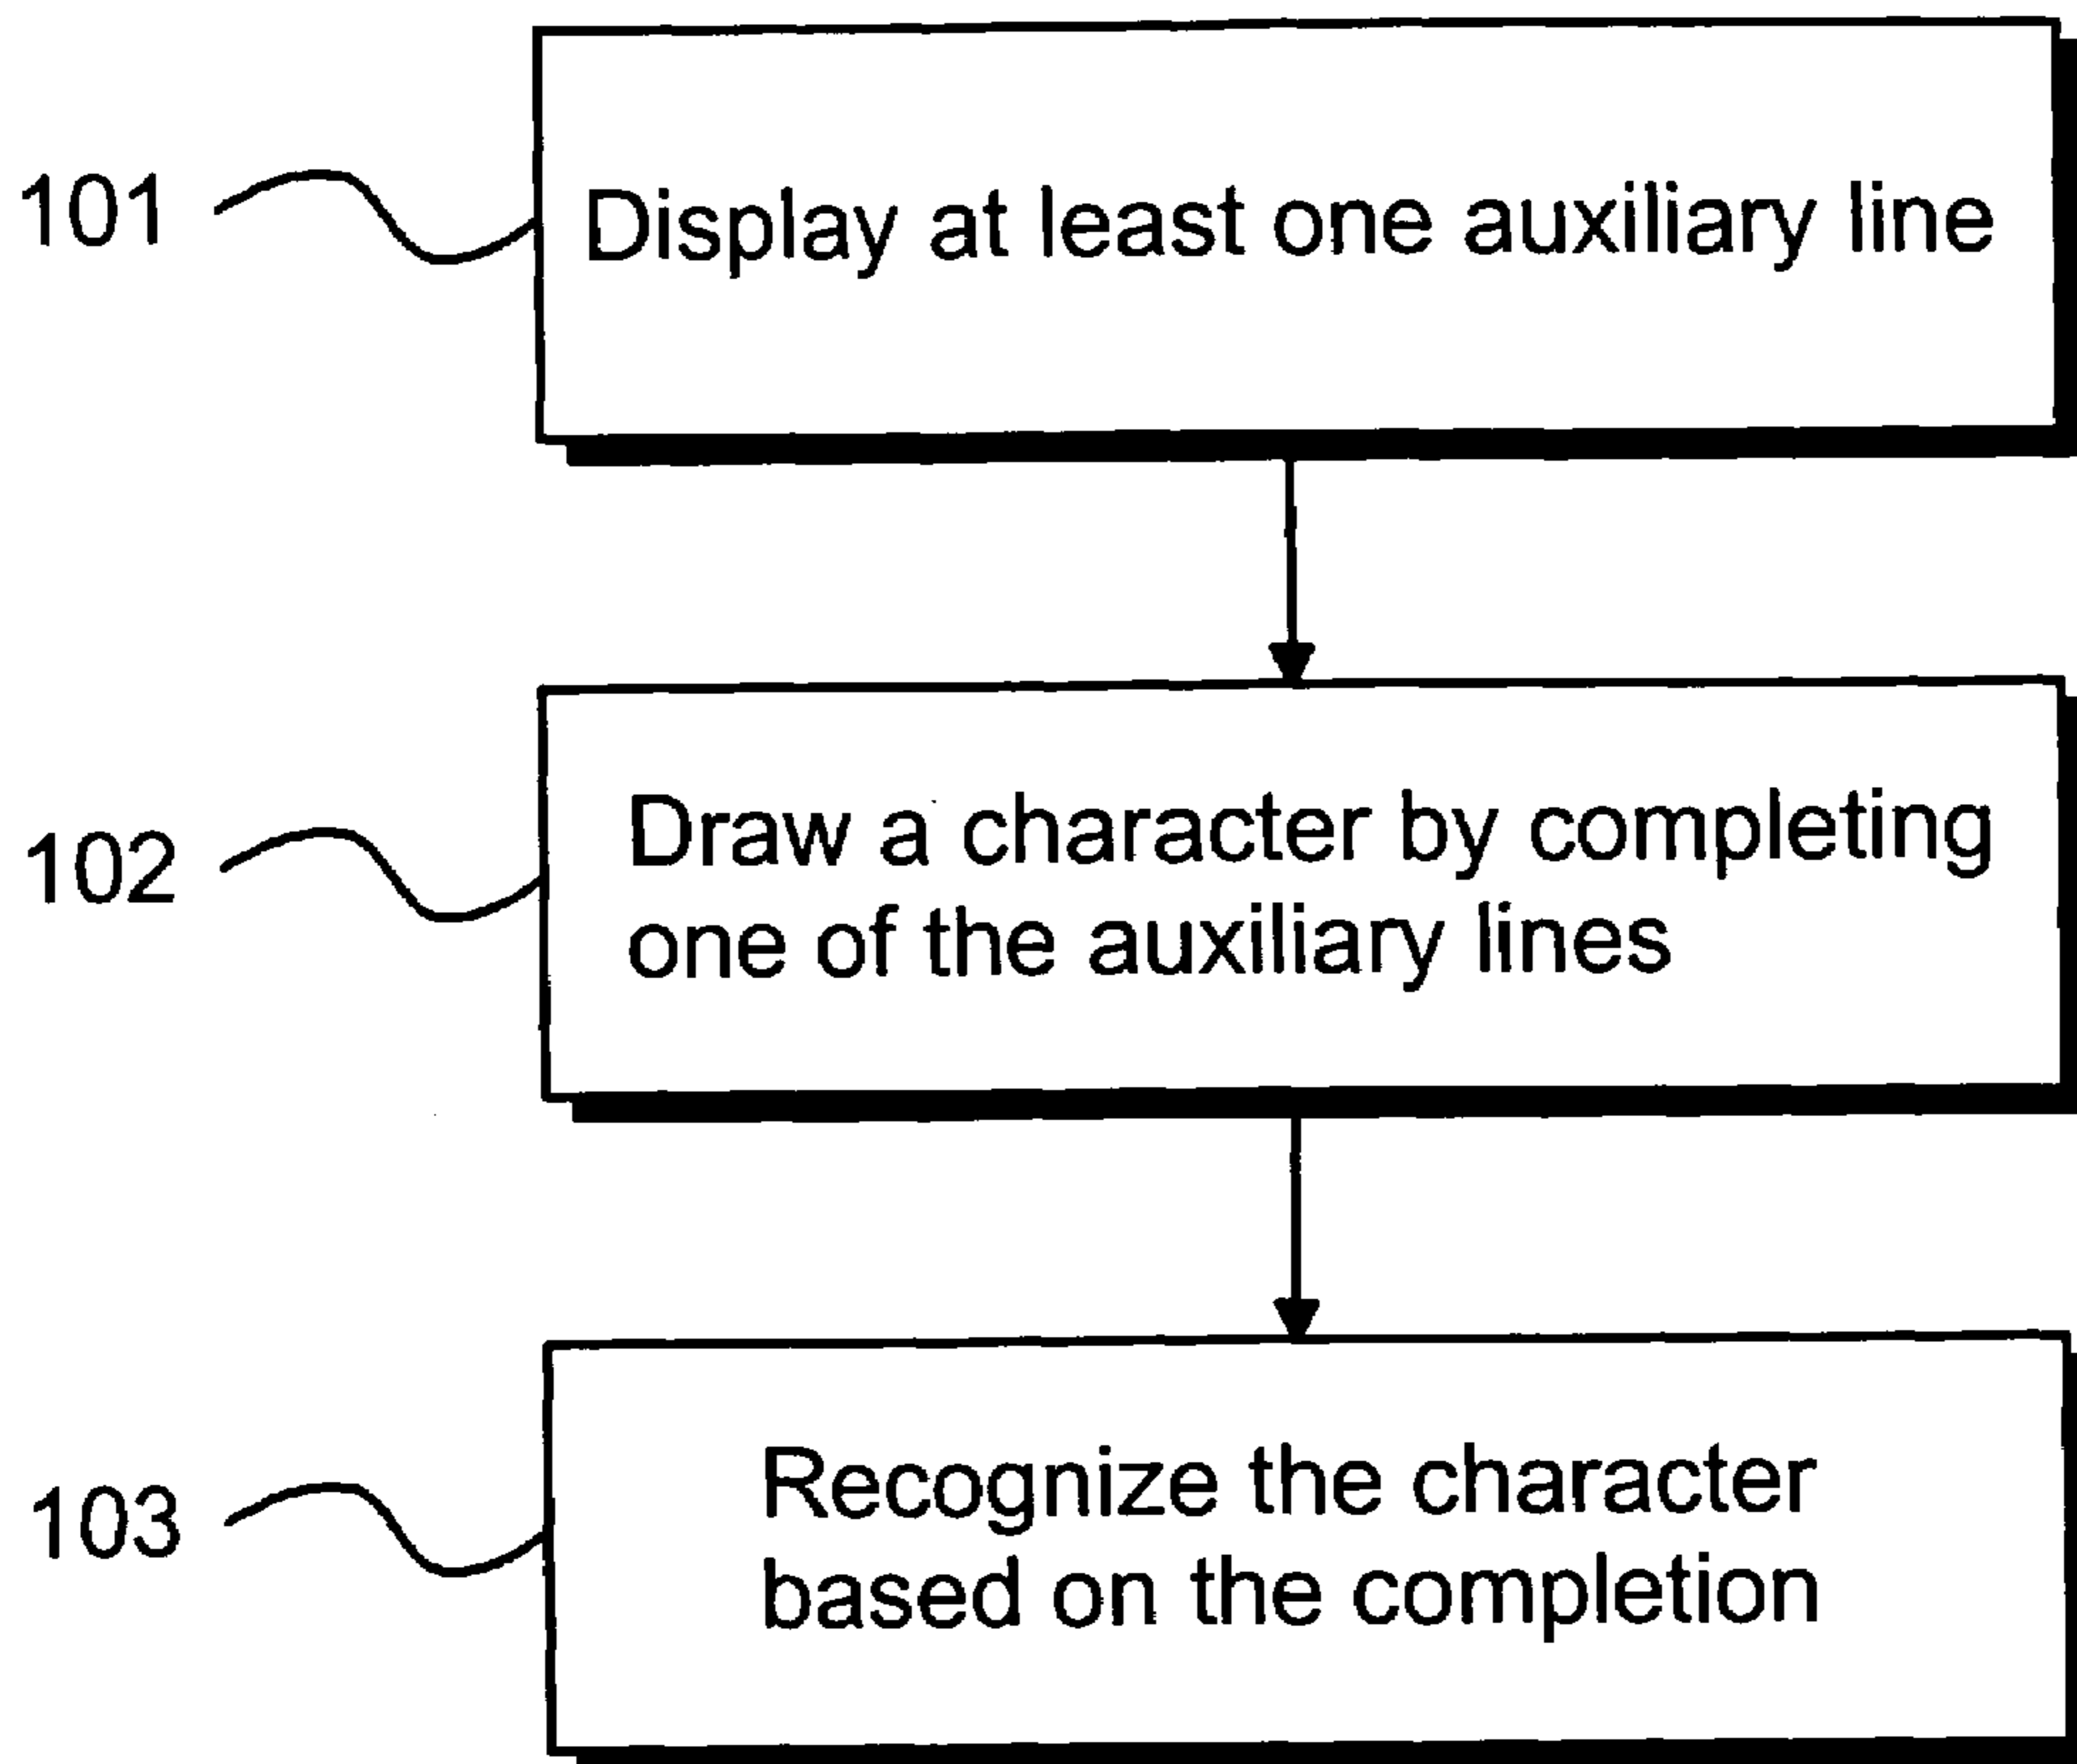 101
Display at least one auxiliary line
102
Draw a character by completing
one of the auxiliary lines
103
Recognize the character
based on the completion